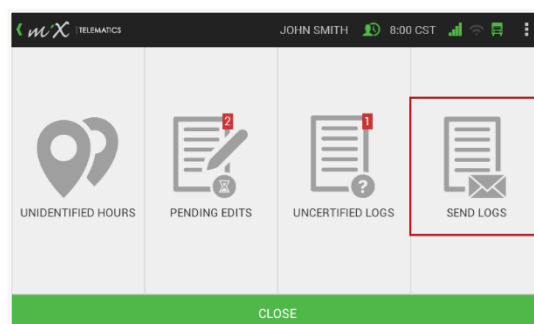 MiX TELEMATICS JOHN SMITH 8:00 CST
2 1
?
UNIDENTIFIED HOURS PENDING EDITS UNCERTIFIED LOGS SEND LOGS
CLOSE